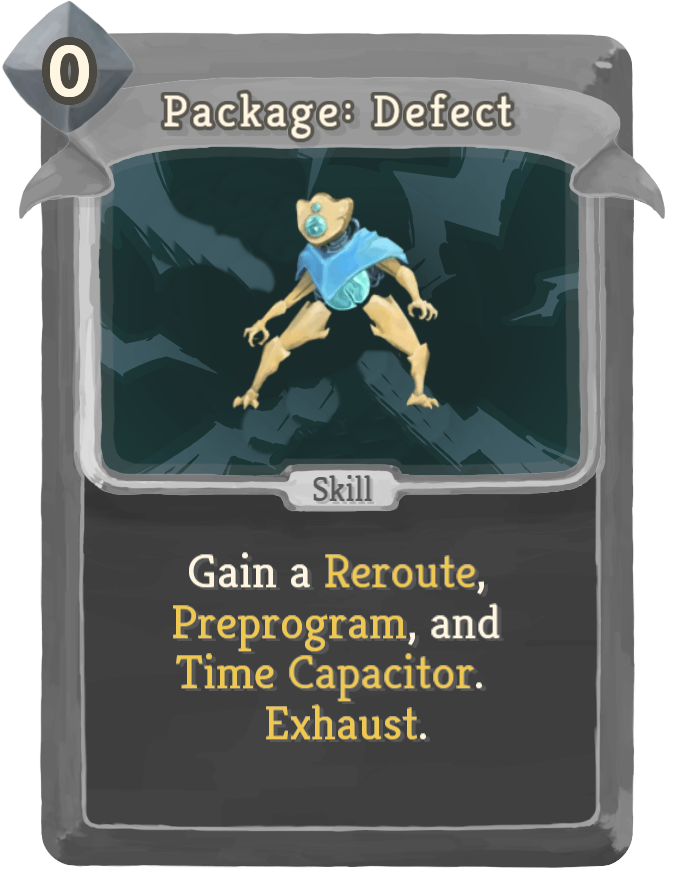 0
Package: Defect
Skill
Gain a Reroute,
Preprogram, and
Time Capacitor.
Exhaust.